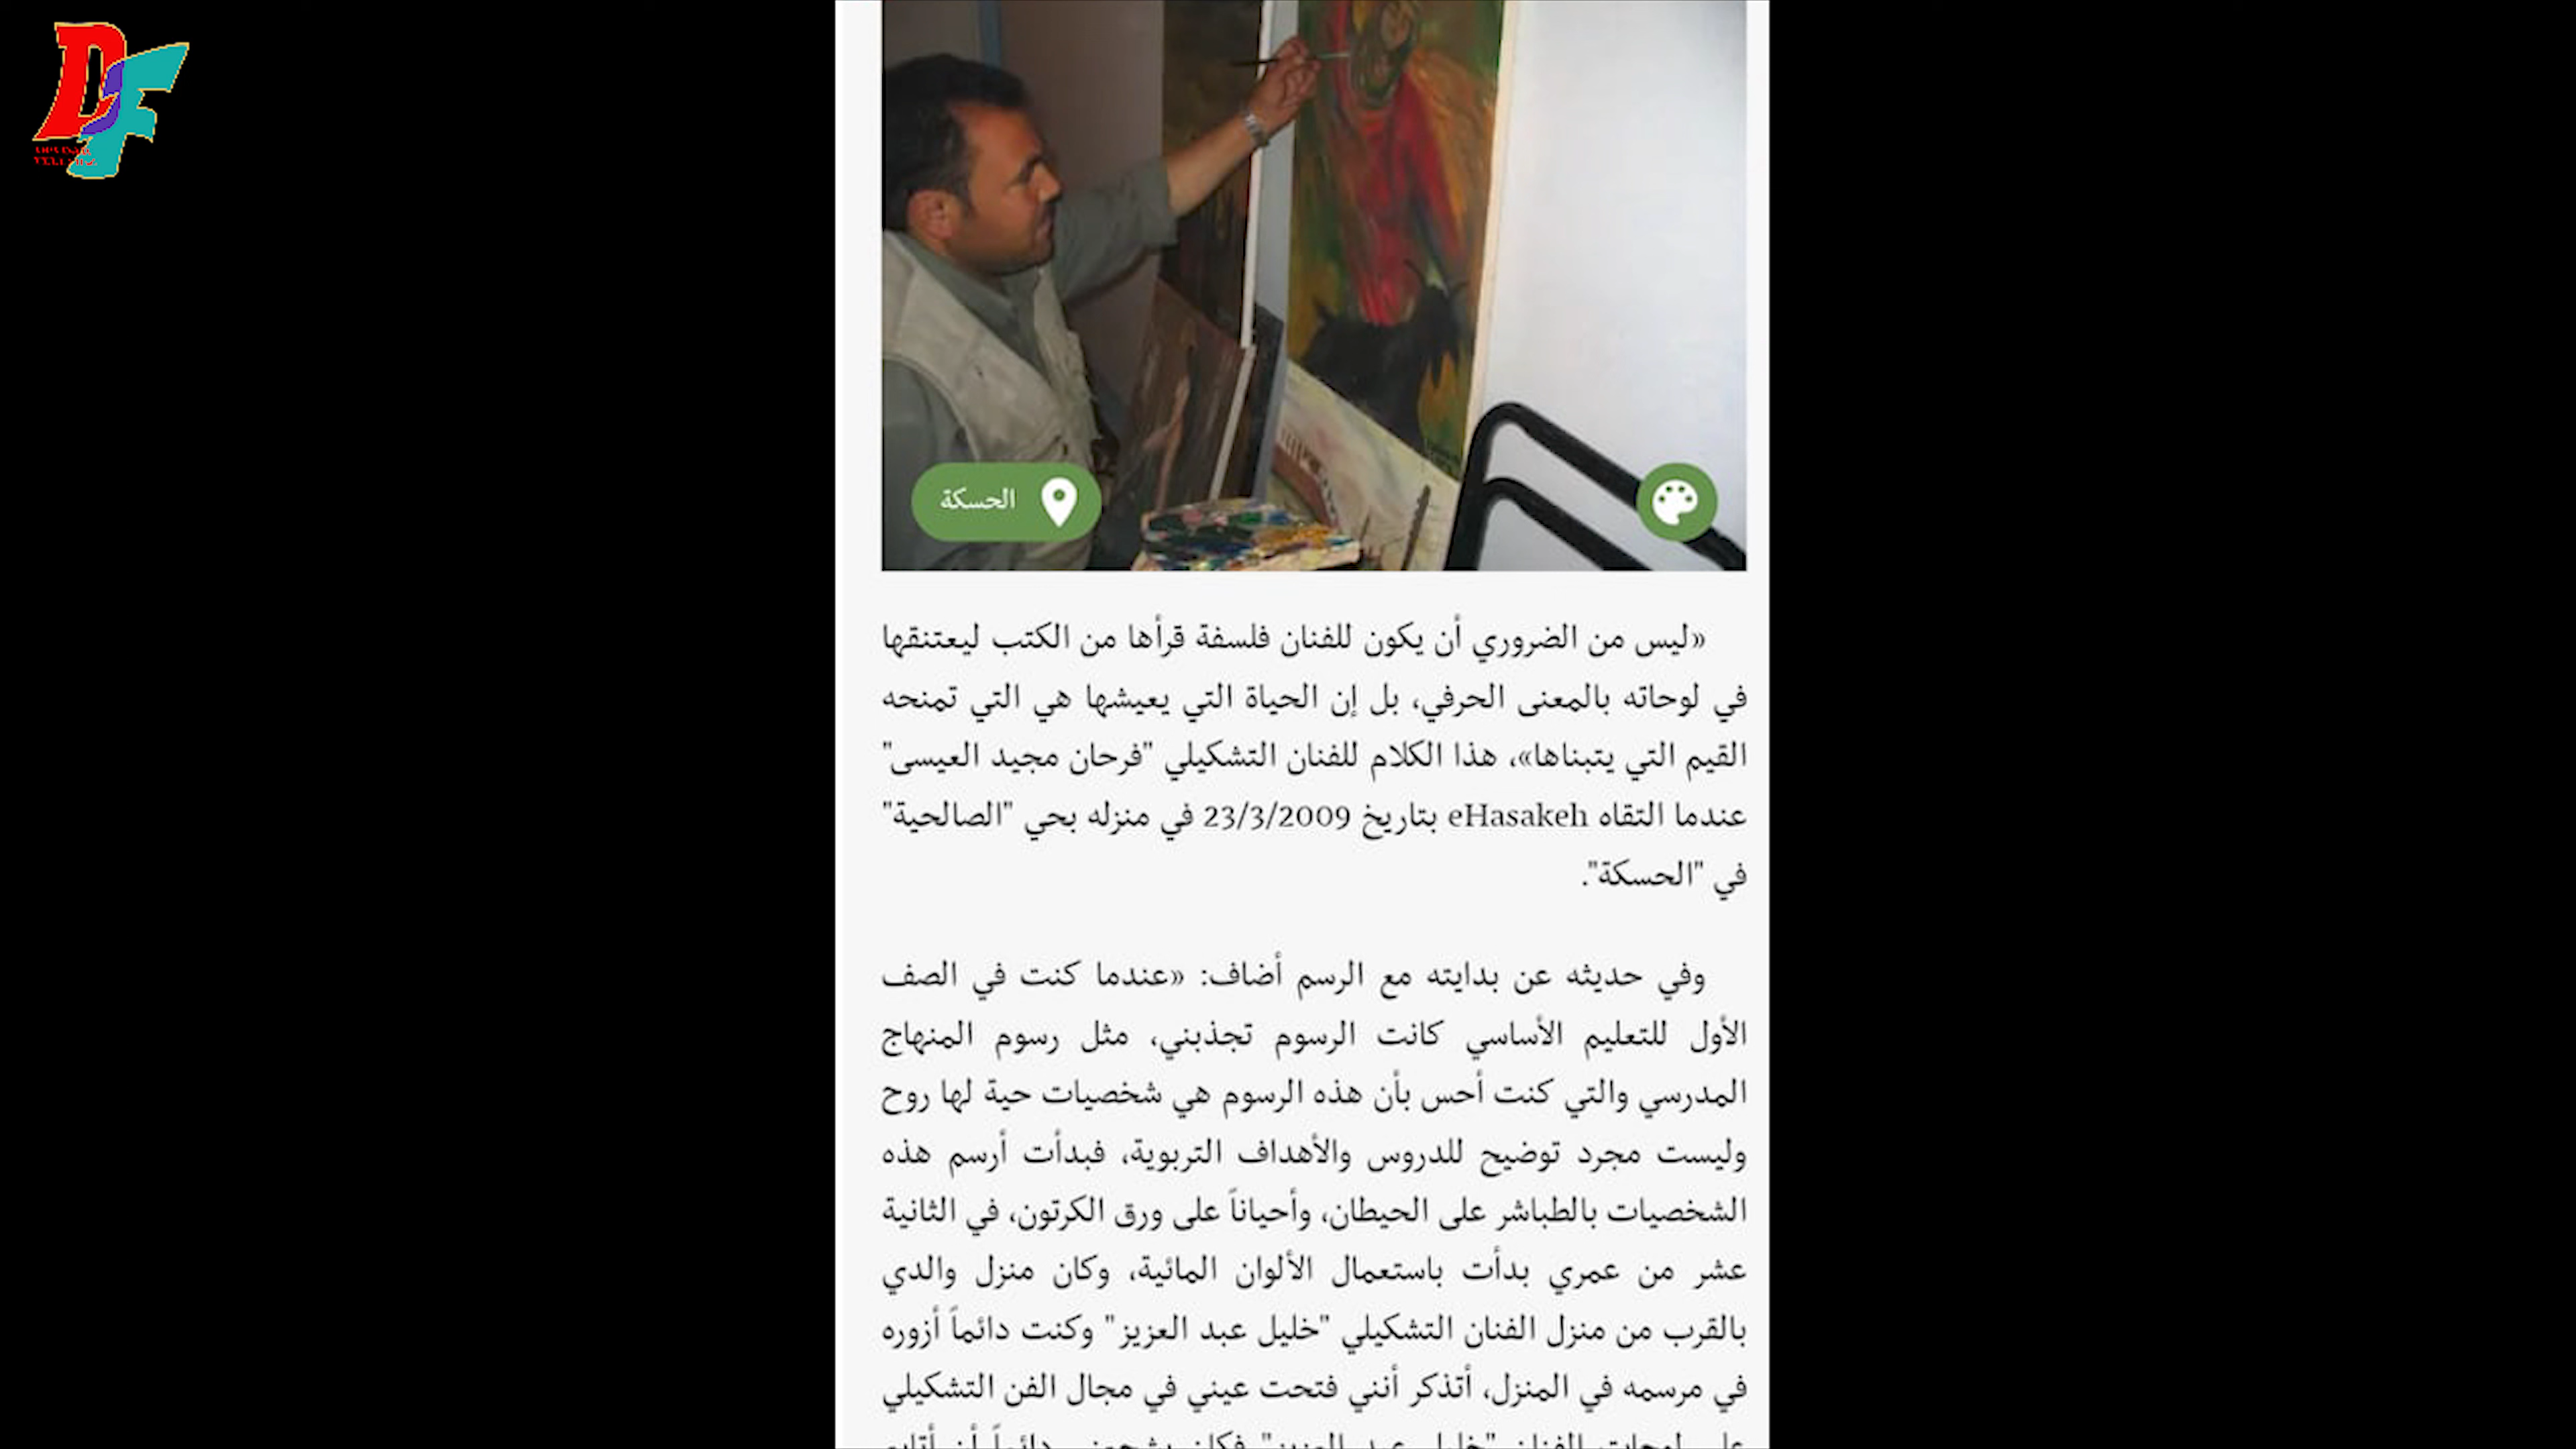 الحسكة
«ليس من الضروري أن يكون للفنان فلسفة قرأها من الكتب ليعتنقها
في لوحاته بالمعنى الحرفي، بل إن الحياة التي يعيشها هي التي تمنحه
القيم التي يتبناها»، هذا الكلام للفنان التشكيلي "فرحان مجيد العيسى"
عندما التقاه eHasakeh بتاريخ 23/3/2009 في منزله بحي "الصالحية"
في "الحسكة".
وفي حديثه عن بدايته مع الرسم أضاف: «عندما كنت في الصف
الأول للتعليم الأساسي كانت الرسوم تجذبني، مثل رسوم المنهاج
المدرسي والتي كنت أحس بأن هذه الرسوم هي شخصيات حية لها روح
وليست مجرد توضيح للدروس والأهداف التربوية، فبدأت أرسم هذه
الشخصيات بالطباشر على الحيطان، وأحياناً على ورق الكرتون، في الثانية
عشر من عمري بدأت باستعمال الألوان المائية، وكان منزل والدي
بالقرب من منزل الفنان التشكيلي "خليل عبد العزيز" وكنت دائماً أزوره
في مرسمه في المنزل، أتذكر أنني فتحت عيني في مجال الفن التشكيلي